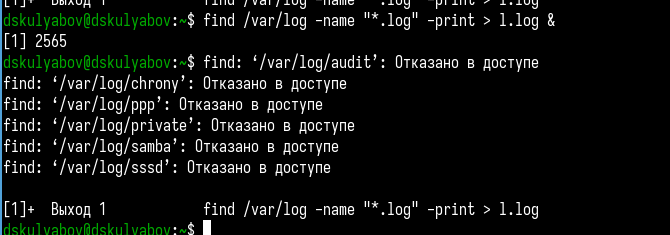 [1]+  Выход 1            find /var/log -name "*.log" -print > l.log
dskulyabov@dskulyabov:~$ find /var/log -name "*.log" -print > l.log &
[1] 2565
dskulyabov@dskulyabov:~$ find: ‘/var/log/audit’: Отказано в доступе
find: ‘/var/log/chrony’: Отказано в доступе
find: ‘/var/log/ppp’: Отказано в доступе
find: ‘/var/log/private’: Отказано в доступе
find: ‘/var/log/samba’: Отказано в доступе
find: ‘/var/log/sssd’: Отказано в доступе
[1]+  Выход 1            find /var/log -name "*.log" -print > l.log
dskulyabov@dskulyabov:~$